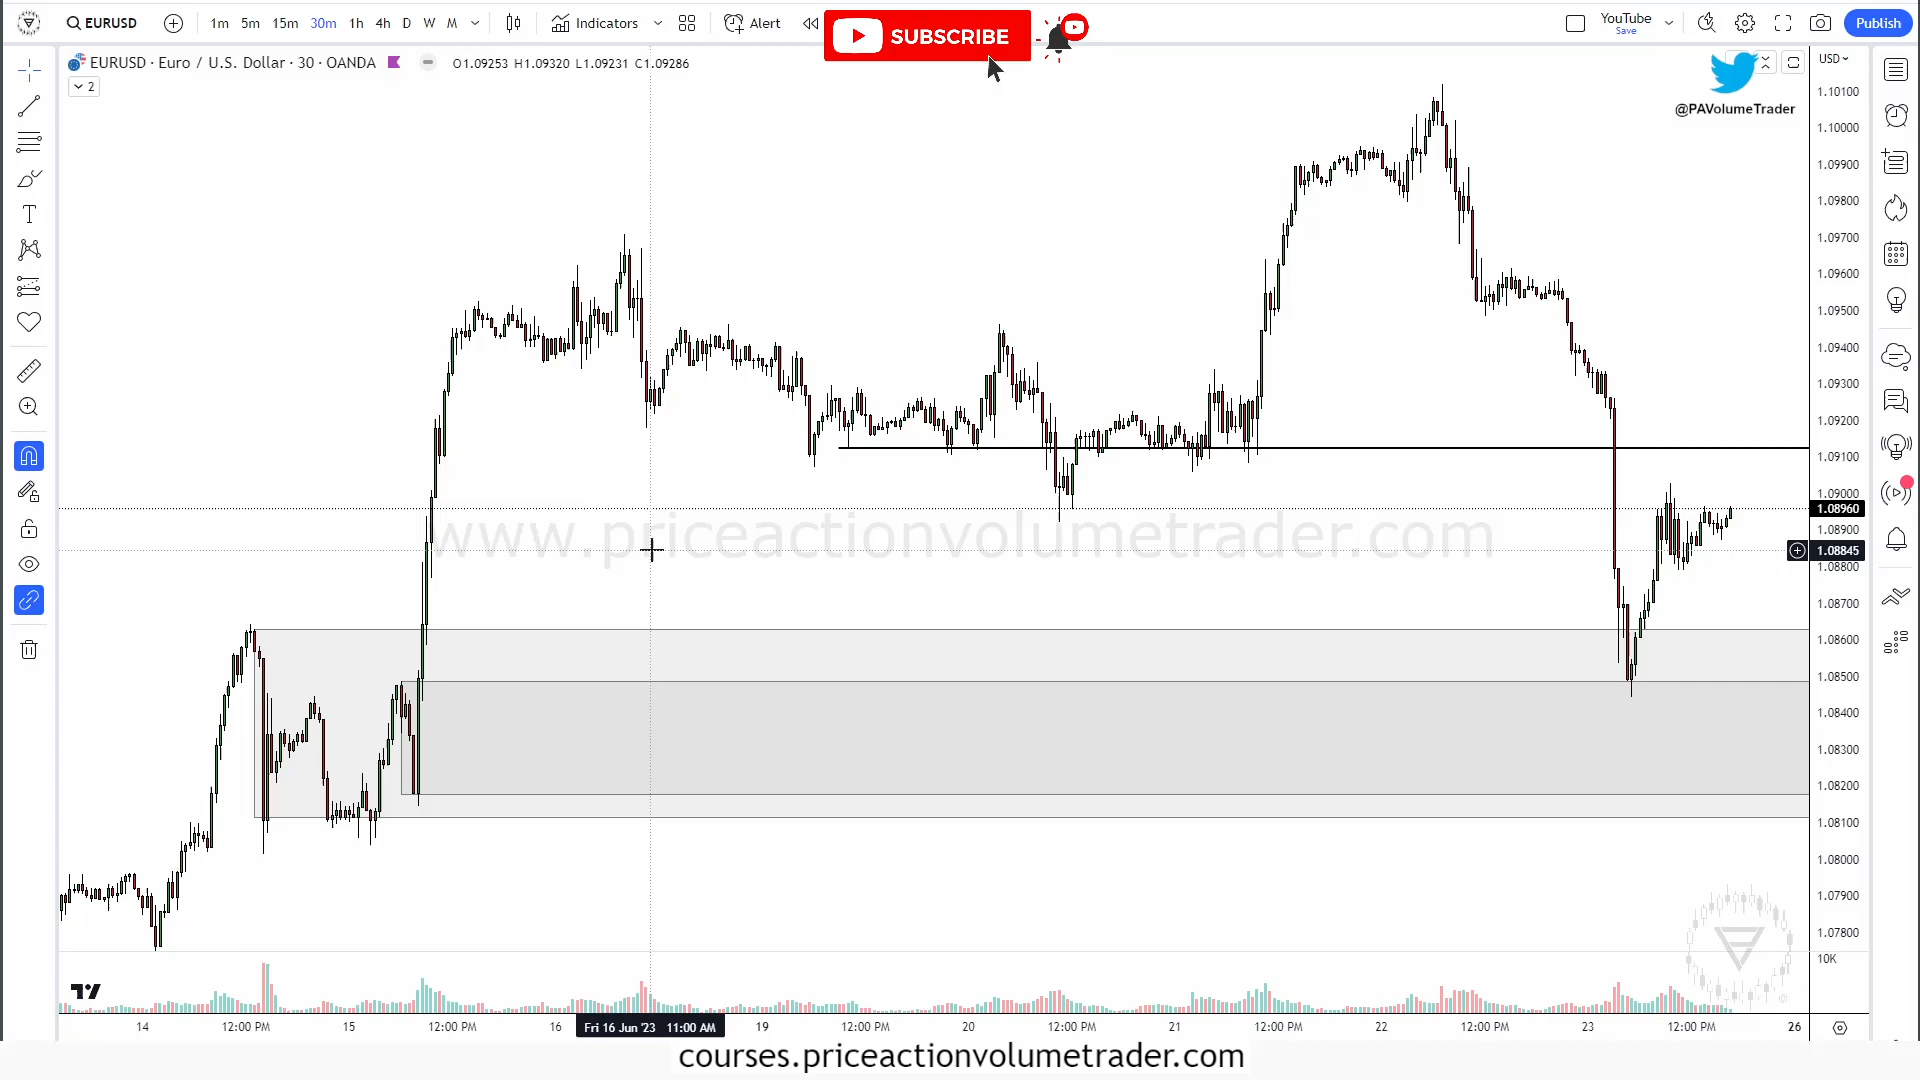 EURUSD
1m 5m 15m 30m 1h 4h D W M
Indicators
Alert
SUBSCRIBE
YouTube
Save
Publish
EURUSD · Euro / U.S. Dollar · 30 · OANDA
O1.09253 H1.09320 L1.09231 C1.09286
2
@PAVolumeTrader
USD
1.10100
1.10000
1.09900
1.09800
1.09700
1.09600
1.09500
1.09400
1.09300
1.09200
1.09100
1.09000
1.08960
1.08900
1.08845
1.08800
1.08700
1.08600
1.08500
1.08400
1.08300
1.08200
1.08100
1.08000
1.07900
1.07800
10K
www.priceactionvolumetrader.com
14 12:00 PM 15 12:00 PM 16 Fri 16 Jun '23 11:00 AM 19 12:00 PM 20 12:00 PM 21 12:00 PM 22 12:00 PM 23 12:00 PM 26
courses.priceactionvolumetrader.com